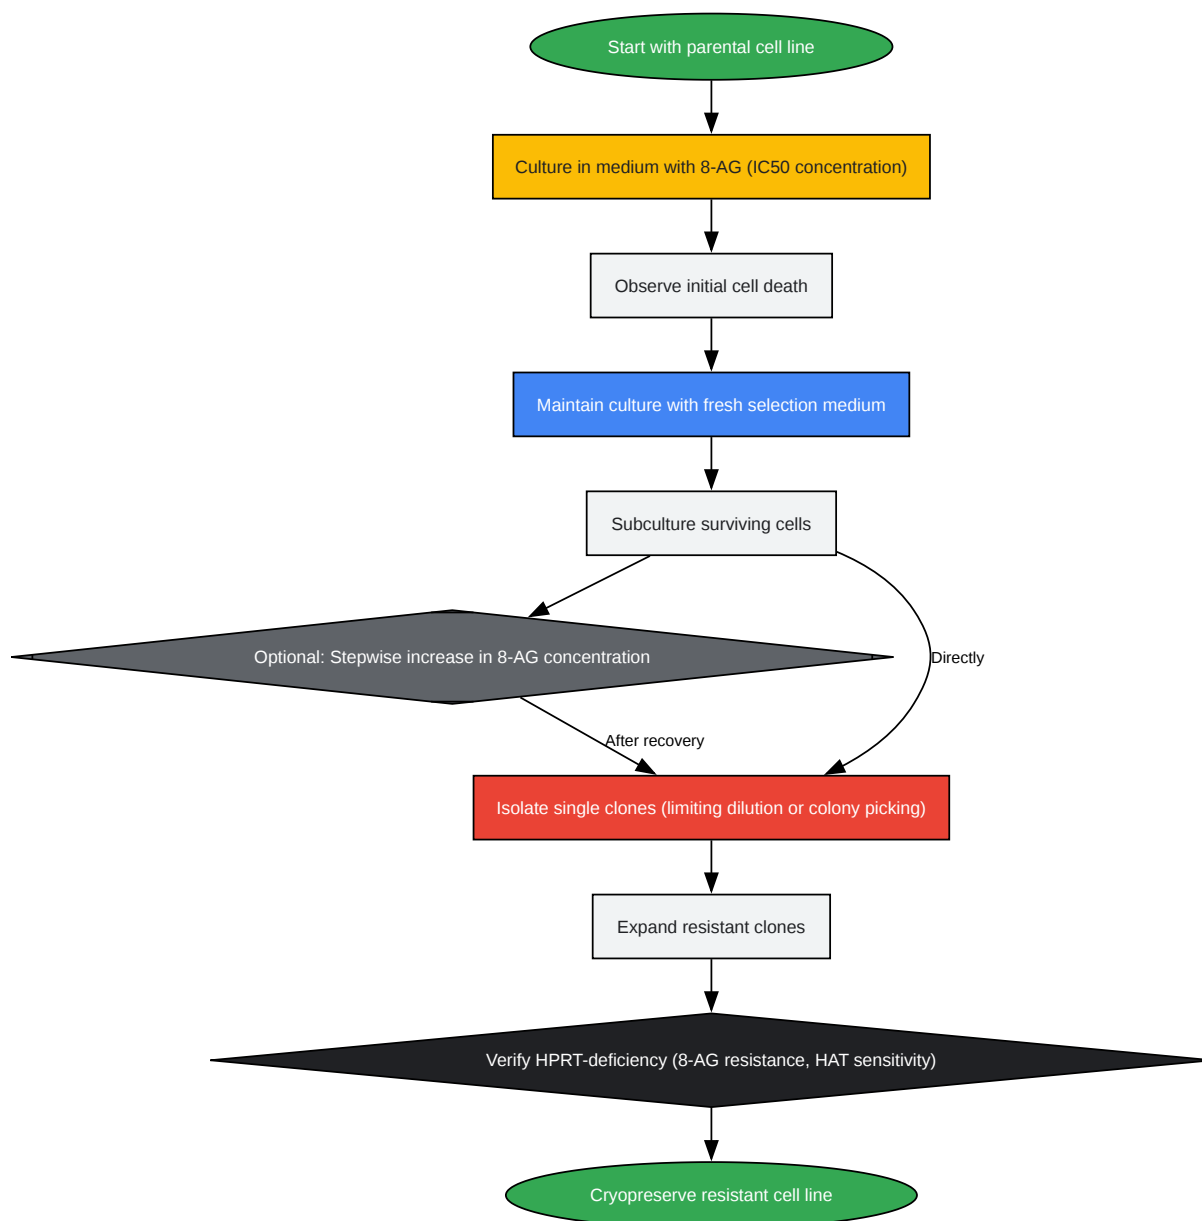 Start with parental cell line
Culture in medium with 8-AG (IC50 concentration)
Observe initial cell death
Maintain culture with fresh selection medium
Subculture surviving cells
Optional: Stepwise increase in 8-AG concentration
Directly
After recovery
Isolate single clones (limiting dilution or colony picking)
Expand resistant clones
Verify HPRT-deficiency (8-AG resistance, HAT sensitivity)
Cryopreserve resistant cell line